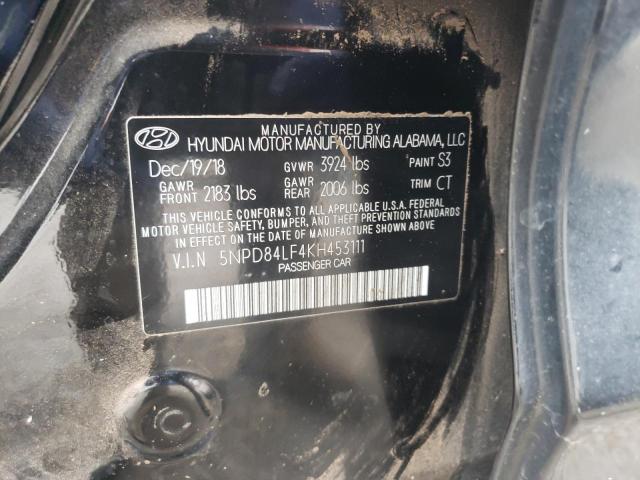 MANUFACTURED BY
HYUNDAI MOTOR MANUFACTURING ALABAMA, LLC
Dec/19/18 GVWR 3924 lbs PAINT S3
GAWR FRONT 2183 lbs GAWR REAR 2006 lbs TRIM CT
THIS VEHICLE CONFORMS TO ALL APPLICABLE U.S.A. FEDERAL
MOTOR VEHICLE SAFETY, BUMPER, AND THEFT PREVENTION STANDARDS
IN EFFECT ON THE DATE OF MANUFACTURE SHOWN ABOVE.
V.I.N 5NPD84LF4KH453111
PASSENGER CAR